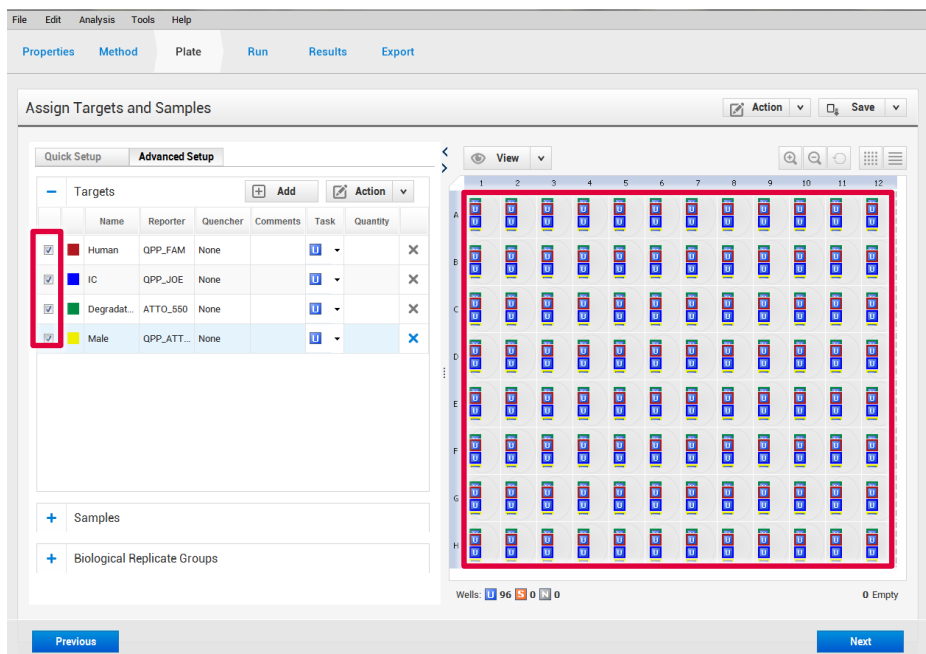 File Edit Analysis Tools Help
Properties Method Plate Run Results Export
Assign Targets and Samples
Action
Save
Quick Setup Advanced Setup
Targets
Add
Action
Name Reporter Quencher Comments Task Quantity
Human QPP_FAM None U
IC QPP_JOE None U
Degradat... ATTO_550 None U
Male QPP_ATT... None U
Samples
Biological Replicate Groups
View
1 2 3 4 5 6 7 8 9 10 11 12
A U U U U U U U U U U U U
U U U U U U U U U U U U
B U U U U U U U U U U U U
U U U U U U U U U U U U
C U U U U U U U U U U U U
U U U U U U U U U U U U
D U U U U U U U U U U U U
U U U U U U U U U U U U
E U U U U U U U U U U U U
U U U U U U U U U U U U
F U U U U U U U U U U U U
U U U U U U U U U U U U
G U U U U U U U U U U U U
U U U U U U U U U U U U
H U U U U U U U U U U U U
U U U U U U U U U U U U
Wells: U 96 S 0 N 0 0 Empty
Previous Next